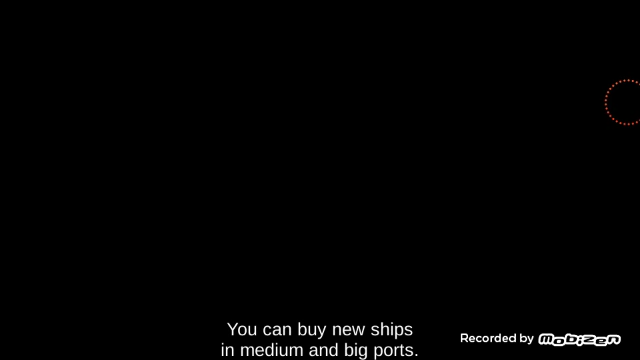 You can buy new ships
in medium and big ports.
Recorded by mobizen